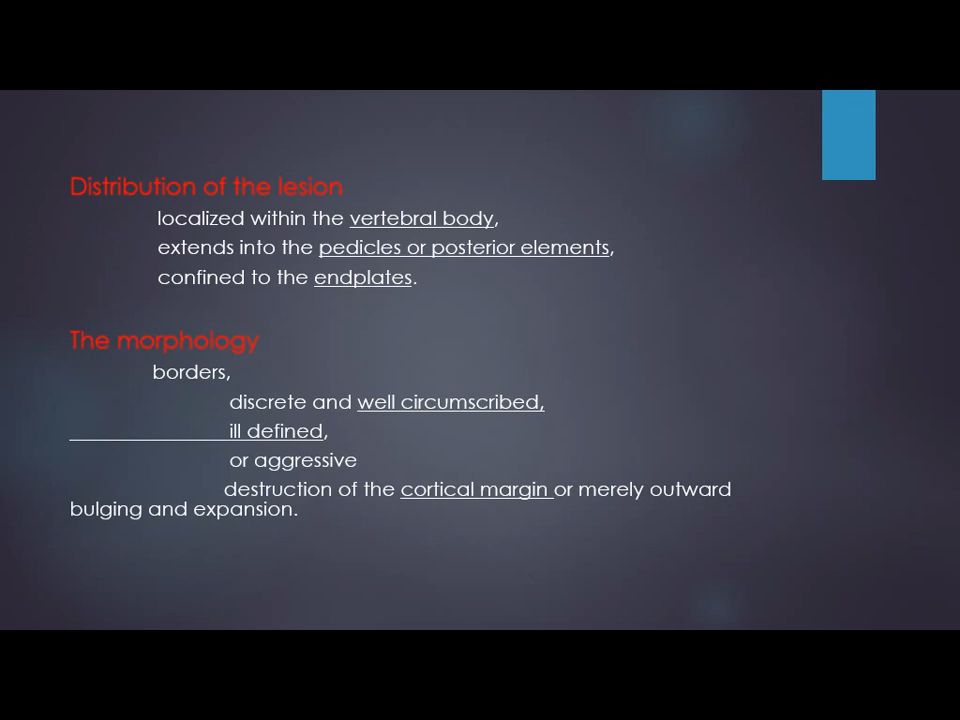 Distribution of the lesion
localized within the vertebral body,
extends into the pedicles or posterior elements,
confined to the endplates.
The morphology
borders,
discrete and well circumscribed,
ill defined,
or aggressive
destruction of the cortical margin or merely outward
bulging and expansion.